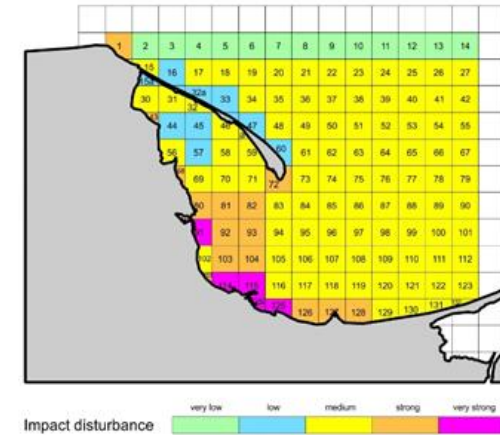 1 2 3 4 5 6 7 8 9 10 11 12 13 14
15 16 17 18 19 20 21 22 23 24 25 26 27
30 31 32 32a 33 34 35 36 37 38 39 40 41 42
44 45 46 47 48 49 50 51 52 53 54 55
56 57 58 59 60 61 62 63 64 65 66 67
69 70 71 72 73 74 75 76 77 78 79
80 81 82 83 84 85 86 87 88 89 90
92 93 94 95 96 97 98 99 100 101
102 103 104 105 106 107 108 109 110 111 112
115 116 117 118 119 120 121 122 123
126 128 129 130 131
very low low medium strong very strong
Impact disturbance